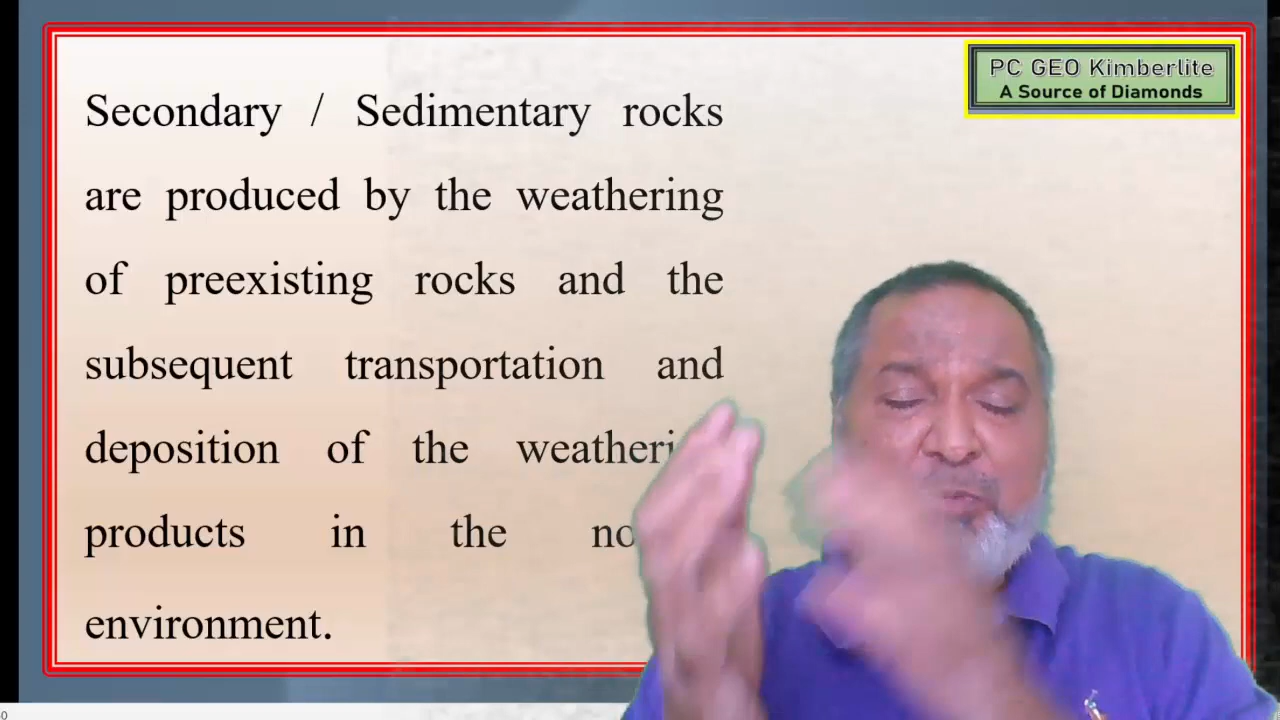 PC GEO Kimberlite
A Source of Diamonds
Secondary / Sedimentary rocks
are produced by the weathering
of preexisting rocks and the
subsequent transportation and
deposition of the
products in the
environment.